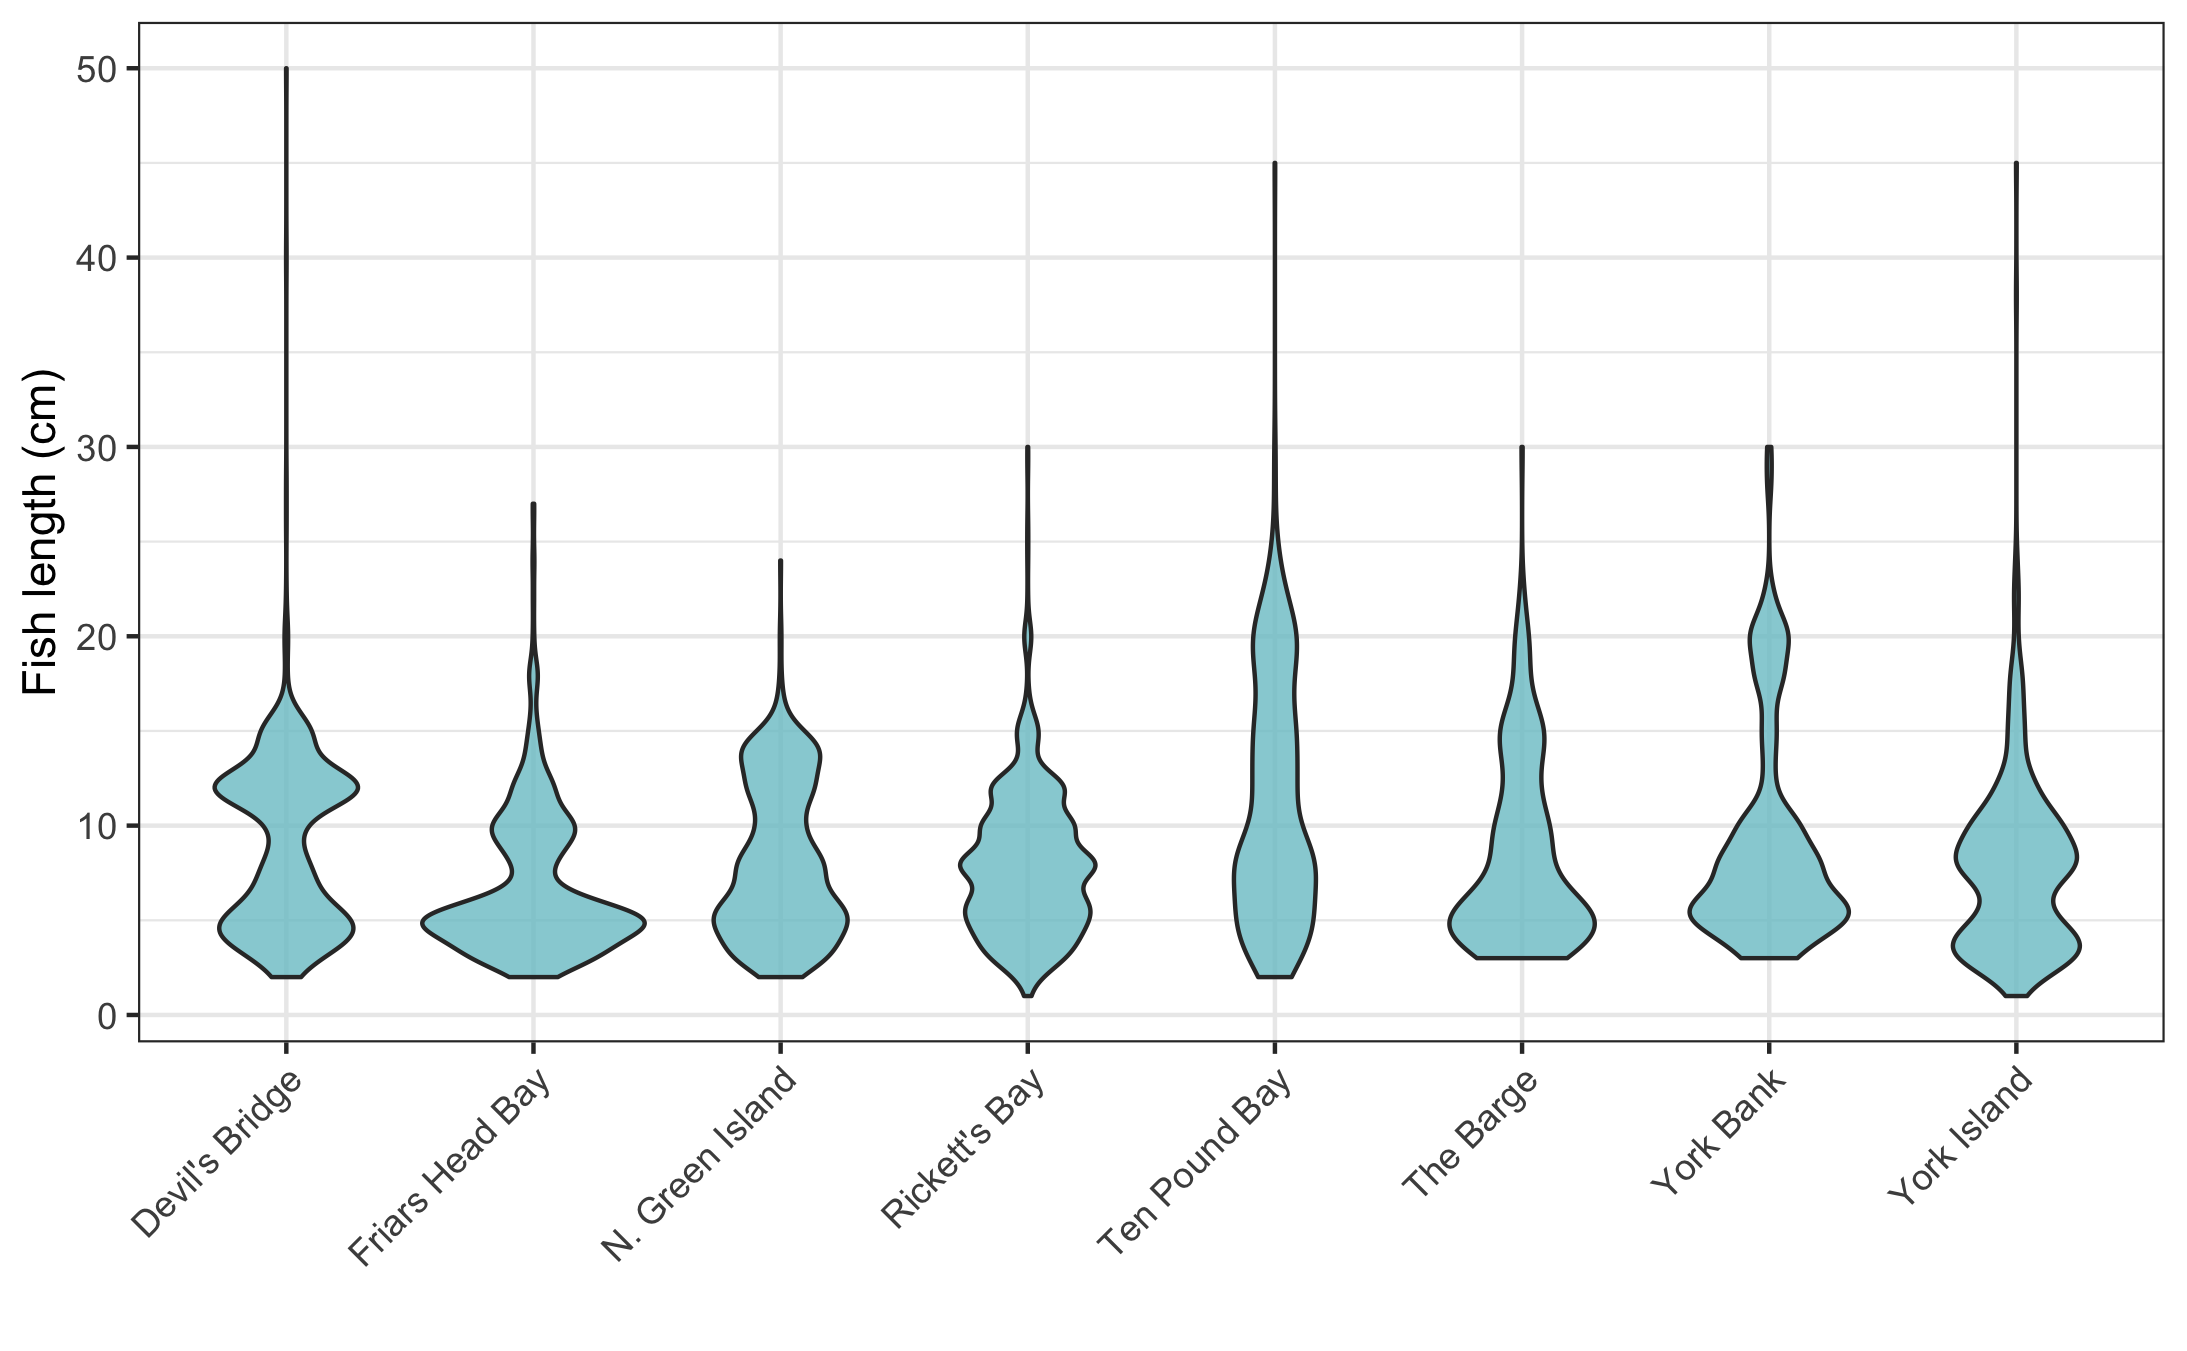 Fish length (cm)
50
40
30
20
10
0
Devil's Bridge
Friars Head Bay
N. Green Island
Rickett's Bay
Ten Pound Bay
The Barge
York Bank
York Island